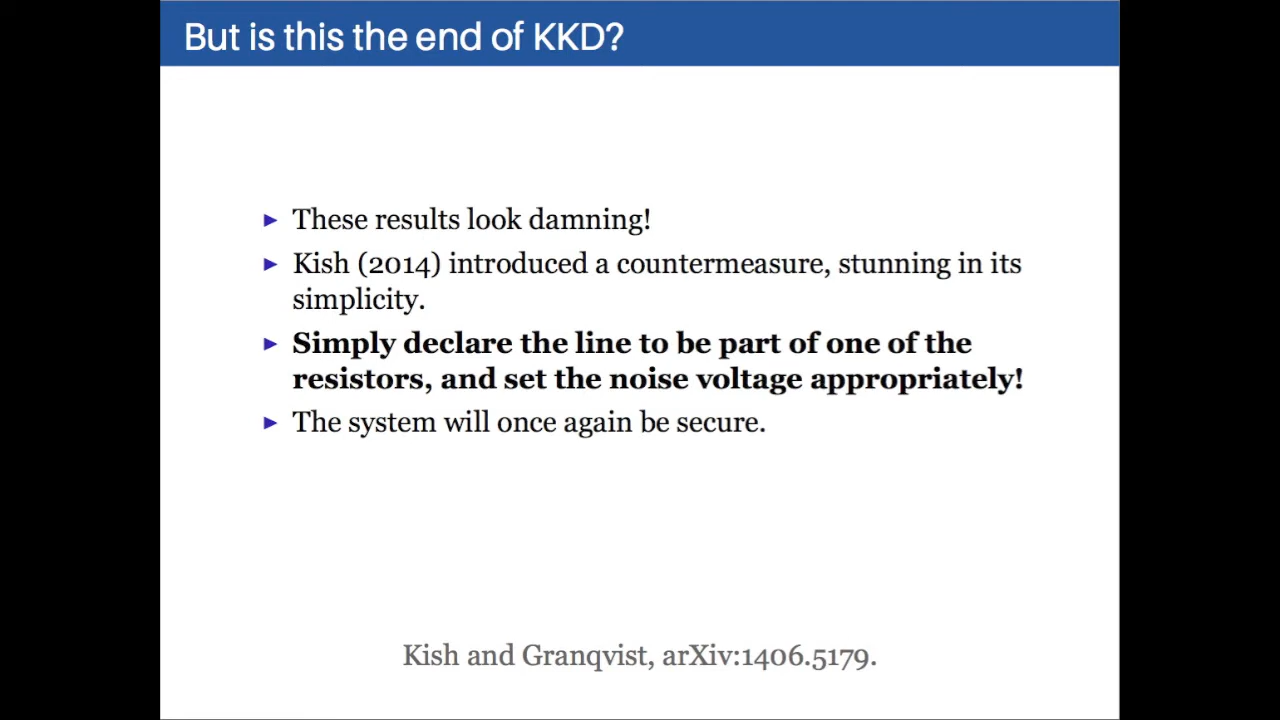 But is this the end of KKD?
► These results look damning!
► Kish (2014) introduced a countermeasure, stunning in its
simplicity.
► Simply declare the line to be part of one of the
resistors, and set the noise voltage appropriately!
► The system will once again be secure.
Kish and Granqvist, arXiv:1406.5179.